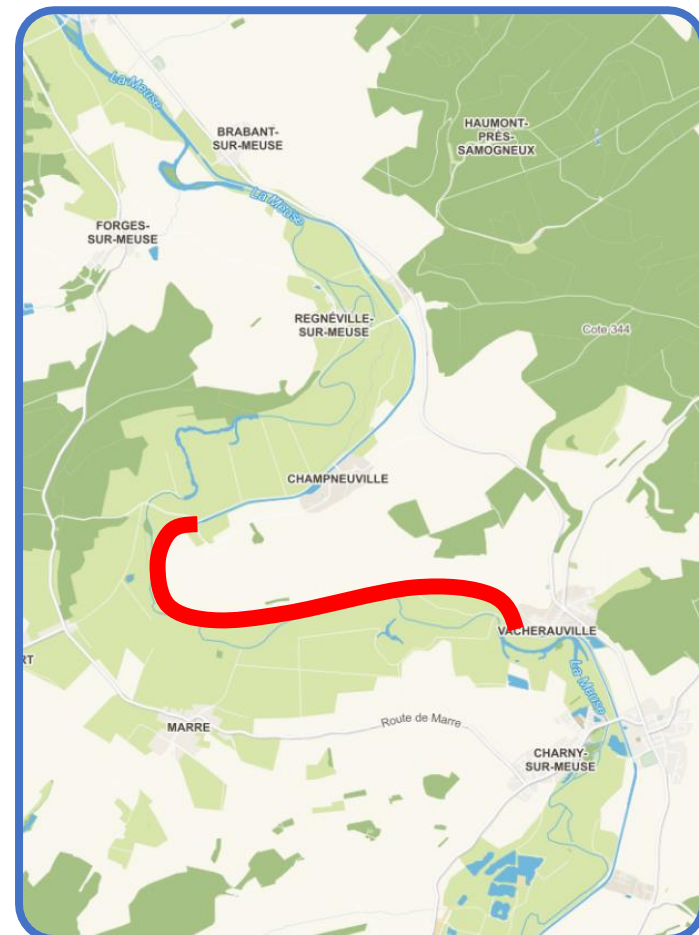 La Meuse
BRABANT-
SUR-MEUSE
HAUMONT-
PRÈS-
SAMOGNEUX
La Meuse
FORGES-
SUR-MEUSE
REGNÉVILLE-
SUR-MEUSE
Cote 344
CHAMPNEUVILLE
VACHERAUVILLE
RT
La Meuse
MARRE
Route de Marre
CHARNY-
SUR-MEUSE